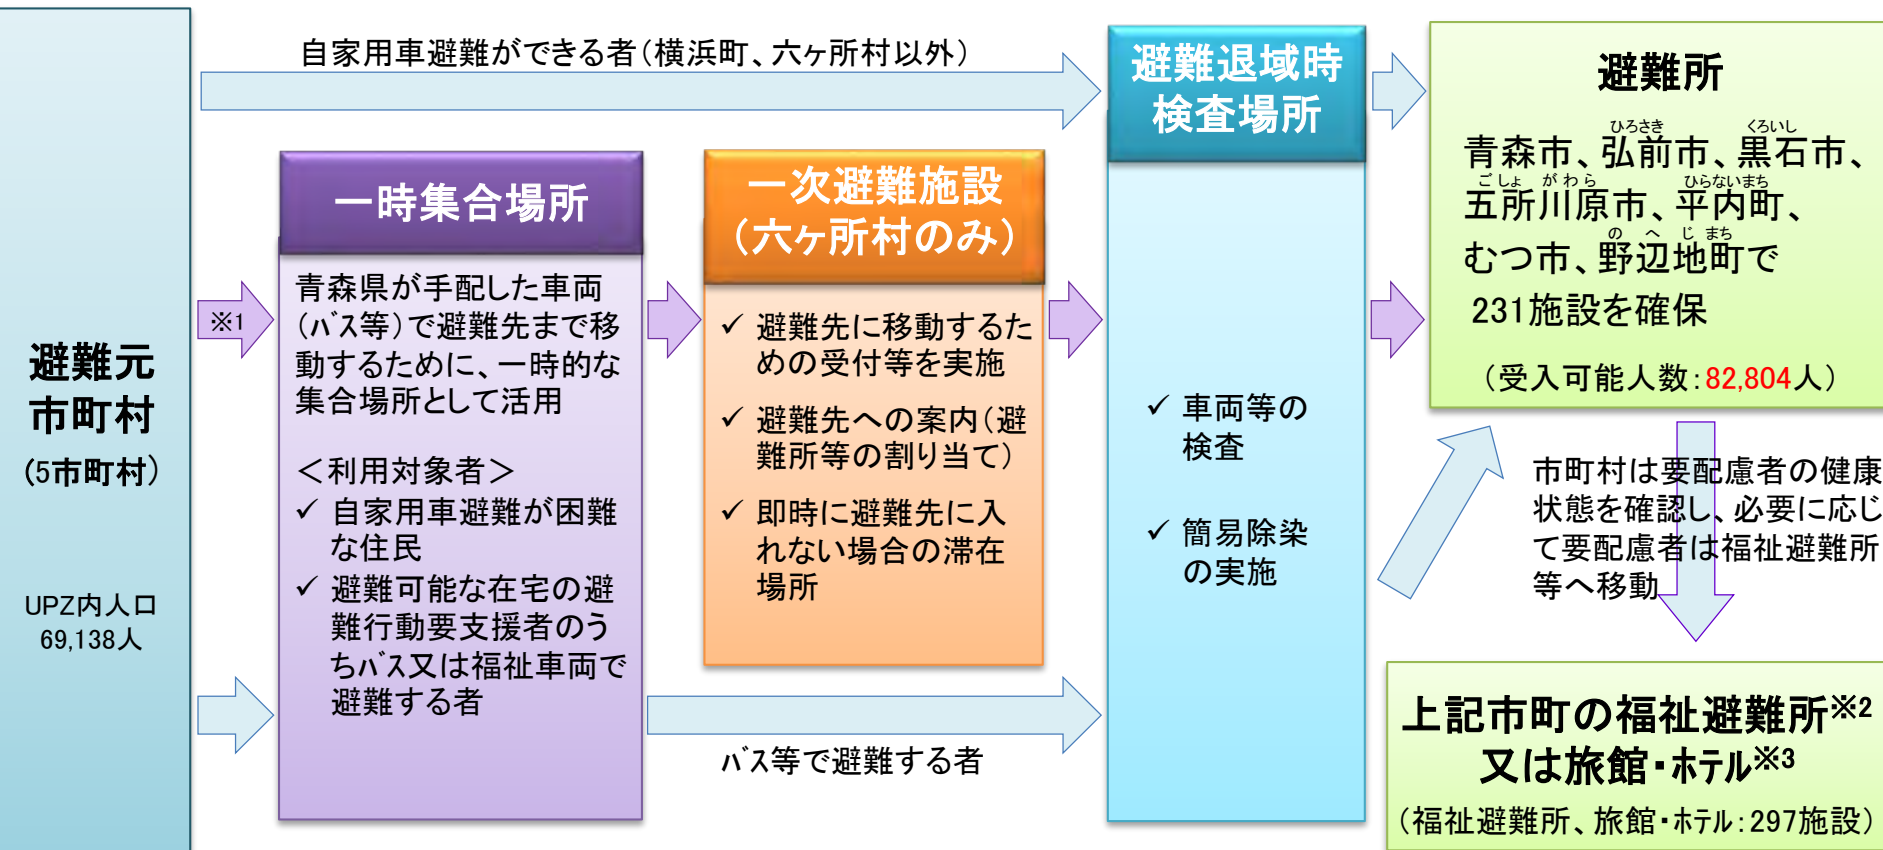 避難元
市町村
(5市町村)
UPZ内人口
69,138人
自家用車避難ができる者(横浜町、六ヶ所村以外)
※1
一時集合場所
青森県が手配した車両
(バス等)で避難先まで移
動するために、一時的な
集合場所として活用
＜利用対象者＞
✓ 自家用車避難が困難
な住民
✓ 避難可能な在宅の避
難行動要支援者のう
ちバス又は福祉車両で
避難する者
一次避難施設
(六ヶ所村のみ)
✓ 避難先に移動するた
めの受付等を実施
✓ 避難先への案内(避
難所等の割り当て)
✓ 即時に避難先に入
れない場合の滞在
場所
バス等で避難する者
避難退域時
検査場所
✓ 車両等の
検査
✓ 簡易除染
の実施
避難所
ひろさき くろいし
青森市、弘前市、黒石市、
ごしょ がわら ひらないまち
五所川原市、平内町、
の へ じ まち
むつ市、野辺地町で
231施設を確保
(受入可能人数:82,804人)
市町村は要配慮者の健康
状態を確認し、必要に応じ
て要配慮者は福祉避難所
等へ移動
上記市町の福祉避難所※2
又は旅館・ホテル※3
(福祉避難所、旅館・ホテル:297施設)